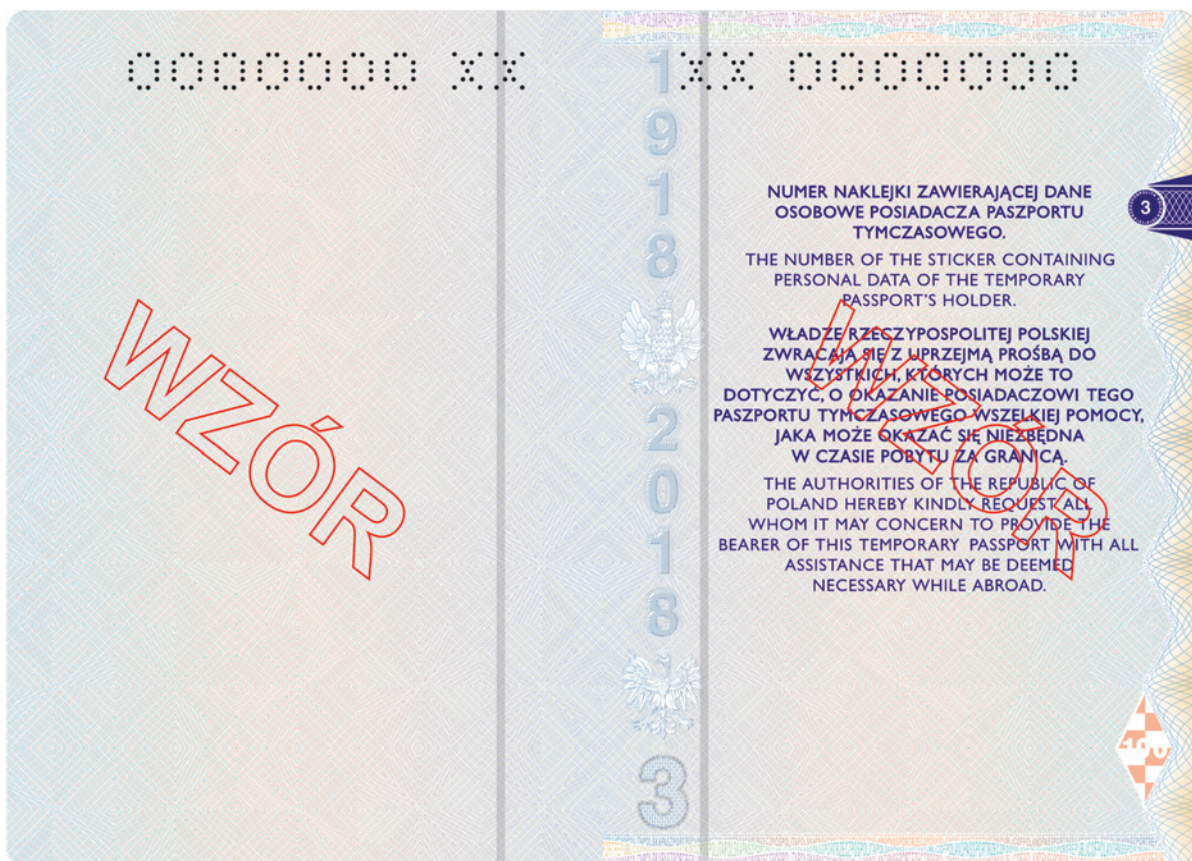 0000000 XX
XX 0000000
WZÓR
1918
2018
3
NUMER NAKLEJKI ZAWIERAJĄCEJ DANE
OSOBOWE POSIADACZA PASZPORTU
TYMCZASOWEGO.
THE NUMBER OF THE STICKER CONTAINING
PERSONAL DATA OF THE TEMPORARY
PASSPORT'S HOLDER.
WŁADZE RZECZYPOSPOLITEJ POLSKIEJ
ZWRACAJĄ SIĘ Z UPRZEJMĄ PROŚBĄ DO
WSZYSTKICH, KTÓRYCH MOŻE TO
DOTYCZYĆ, O OKAZANIE POSIADACZOWI TEGO
PASZPORTU TYMCZASOWEGO WSZELKIEJ POMOCY,
JAKA MOŻE OKAZAĆ SIĘ NIEZBĘDNA
W CZASIE POBYTU ZA GRANICĄ.
THE AUTHORITIES OF THE REPUBLIC OF
POLAND HEREBY KINDLY REQUEST ALL
WHOM IT MAY CONCERN TO PROVIDE THE
BEARER OF THIS TEMPORARY PASSPORT WITH ALL
ASSISTANCE THAT MAY BE DEEMED
NECESSARY WHILE ABROAD.
WZÓR
3
100